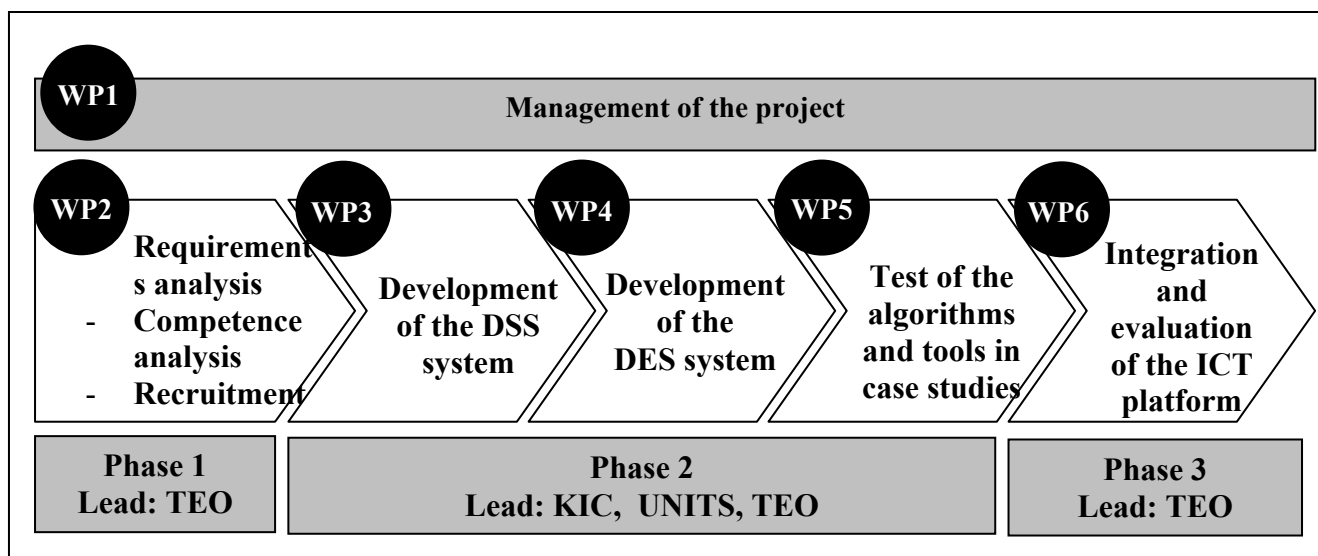 WP1
Management of the project
WP2
Requirement
s analysis
- Competence
analysis
- Recruitment
WP3
Development
of the DSS
system
WP4
Development
of the
DES system
WP5
Test of the
algorithms
and tools in
case studies
WP6
Integration
and
evaluation
of the ICT
platform
Phase 1
Lead: TEO
Phase 2
Lead: KIC, UNITS, TEO
Phase 3
Lead: TEO